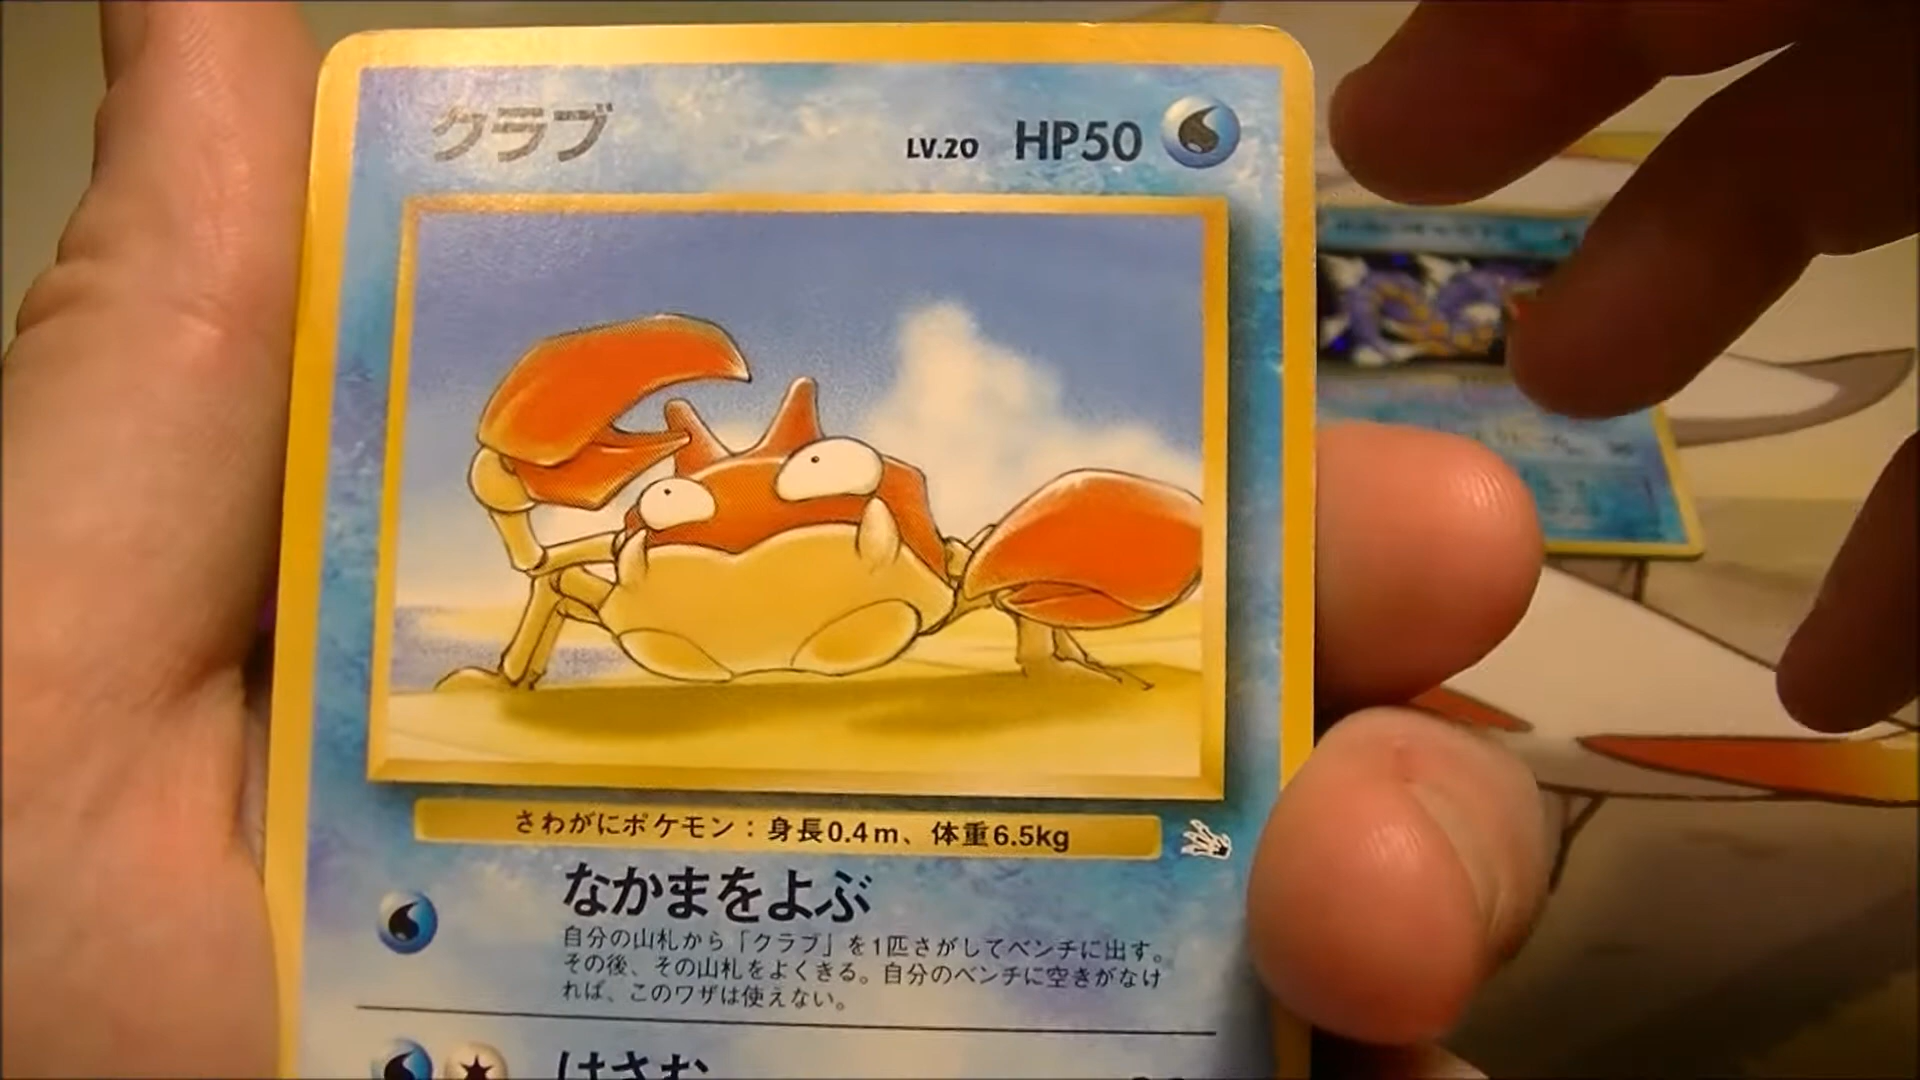 クラブ LV.20 HP50
さわがにポケモン：身長0.4m、体重6.5kg
なかまをよぶ
自分の山札から「クラブ」を1匹さがしてベンチに出す。
その後、その山札をよくきる。自分のベンチに空きがなけ
れば、このワザは使えない。
はさむ